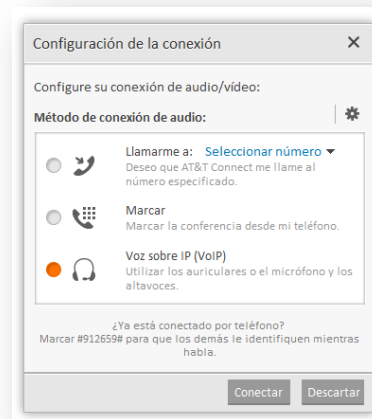 Configuración de la conexión
Configure su conexión de audio/vídeo:
Método de conexión de audio:
Llamarme a: Seleccionar número
Deseo que AT&T Connect me llame al
número especificado.
Marcar
Marcar la conferencia desde mi teléfono.
Voz sobre IP (VoIP)
Utilizar los auriculares o el micrófono y los
altavoces.
¿Ya está conectado por teléfono?
Marcar #912659# para que los demás le identifiquen mientras
habla.
Conectar Descartar